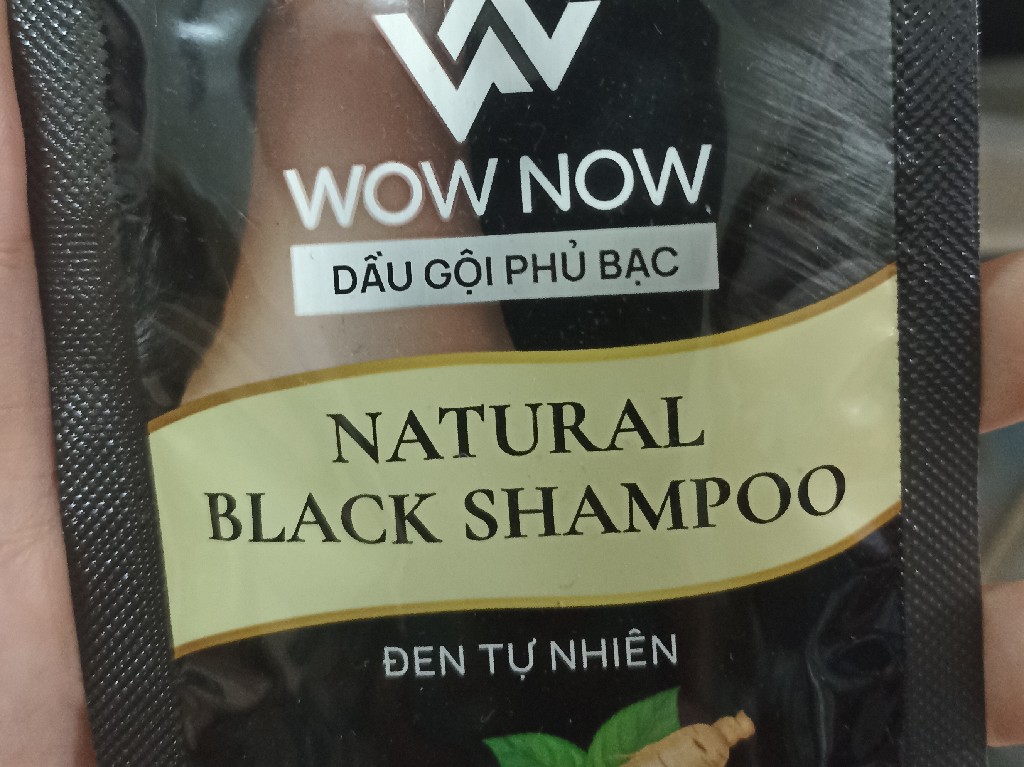 WOW NOW
DẦU GỘI PHỦ BẠC
NATURAL
BLACK SHAMPOO
ĐEN TỰ NHIÊN